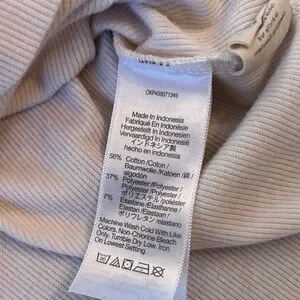 CKP459371349
Made In Indonesia
Fabriqué En Indonésie
Hergestellt In Indonesien
Vervaardigd In Indonesië
インドネシア製
hecho en indonesia
56% Cotton /Coton /
Baumwolle /Katoen /綿 /
algodón
37% Polyester /Polyester /
Polyester /Polyester /
ポリエステル /poliéster
7% Elastane /Elasthanne /
Elastan /Elastaan /
ポリウレタン /elastano
Machine Wash Cold With Like
Colors, Non-Chlorine Bleach
Only, Tumble Dry Low, Iron
On Lowest Setting